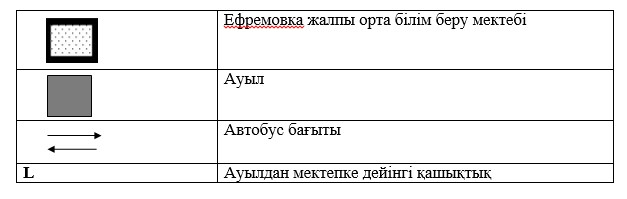 Ефремовка жалпы орта білім беру мектебі
Ауыл
Автобус бағыты
L Ауылдан мектепке дейінгі қашықтық